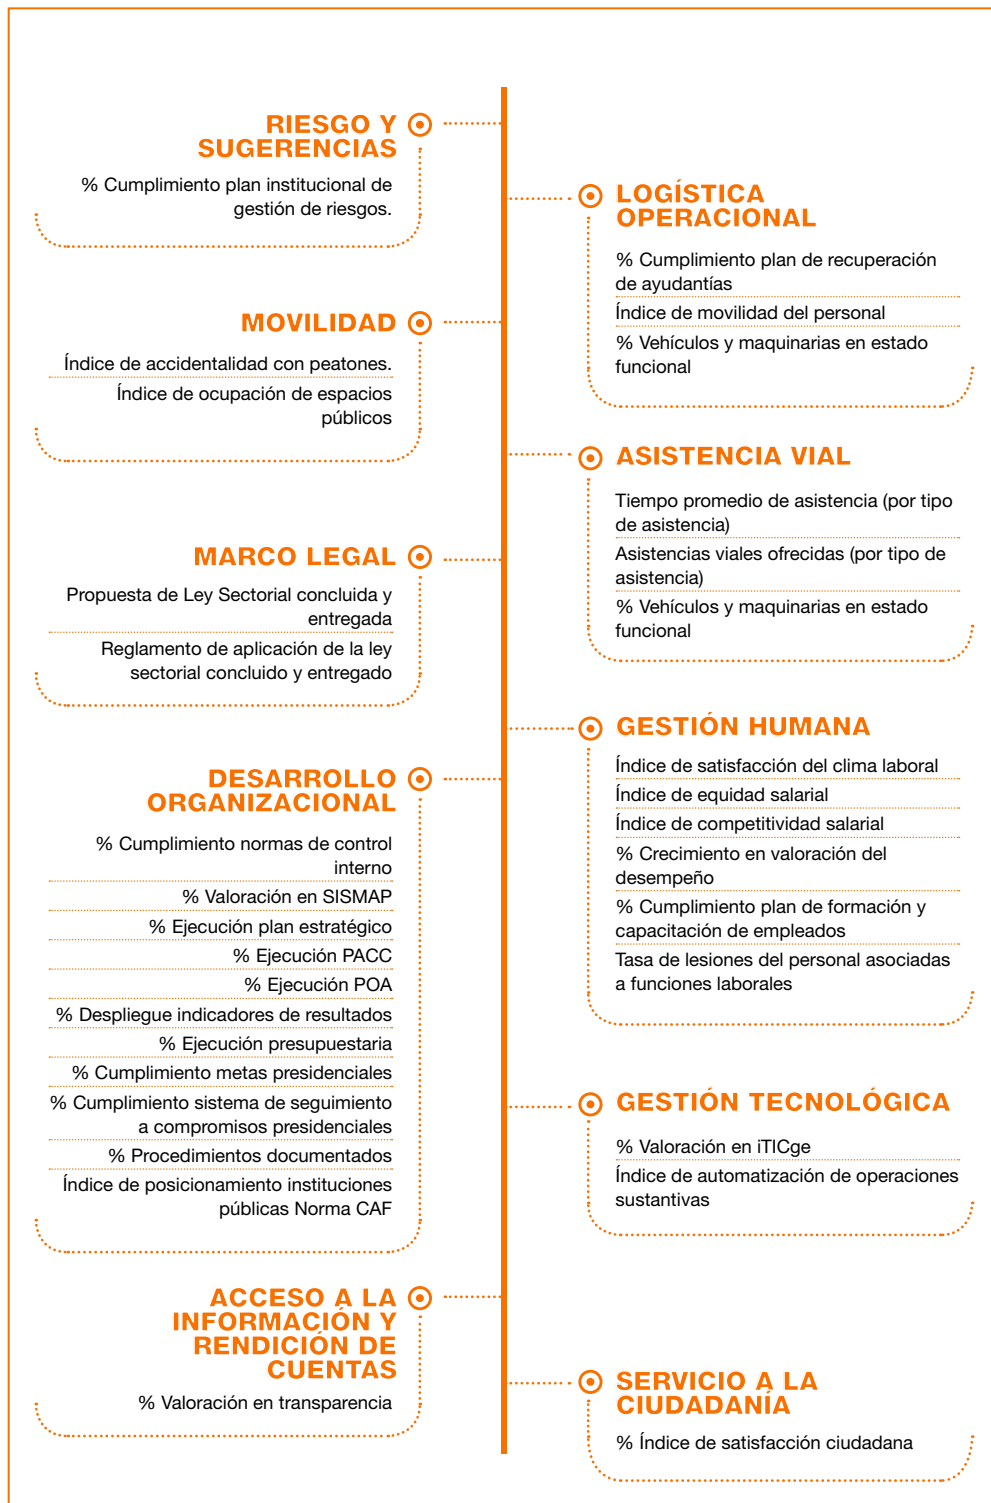 RIESGO Y
SUGERENCIAS
% Cumplimiento plan institucional de
gestión de riesgos.
MOVILIDAD
Índice de accidentalidad con peatones.
Índice de ocupación de espacios
públicos
MARCO LEGAL
Propuesta de Ley Sectorial concluida y
entregada
Reglamento de aplicación de la ley
sectorial concluido y entregado
DESARROLLO
ORGANIZACIONAL
% Cumplimiento normas de control
interno
% Valoración en SISMAP
% Ejecución plan estratégico
% Ejecución PACC
% Ejecución POA
% Despliegue indicadores de resultados
% Ejecución presupuestaria
% Cumplimiento metas presidenciales
% Cumplimiento sistema de seguimiento
a compromisos presidenciales
% Procedimientos documentados
Índice de posicionamiento instituciones
públicas Norma CAF
ACCESO A LA
INFORMACIÓN Y
RENDICIÓN DE
CUENTAS
% Valoración en transparencia
LOGÍSTICA
OPERACIONAL
% Cumplimiento plan de recuperación
de ayudantías
Índice de movilidad del personal
% Vehículos y maquinarias en estado
funcional
ASISTENCIA VIAL
Tiempo promedio de asistencia (por tipo
de asistencia)
Asistencias viales ofrecidas (por tipo de
asistencia)
% Vehículos y maquinarias en estado
funcional
GESTIÓN HUMANA
Índice de satisfacción del clima laboral
Índice de equidad salarial
Índice de competitividad salarial
% Crecimiento en valoración del
desempeño
% Cumplimiento plan de formación y
capacitación de empleados
Tasa de lesiones del personal asociadas
a funciones laborales
GESTIÓN TECNOLÓGICA
% Valoración en iTICge
Índice de automatización de operaciones
sustantivas
SERVICIO A LA
CIUDADANÍA
% Índice de satisfacción ciudadana